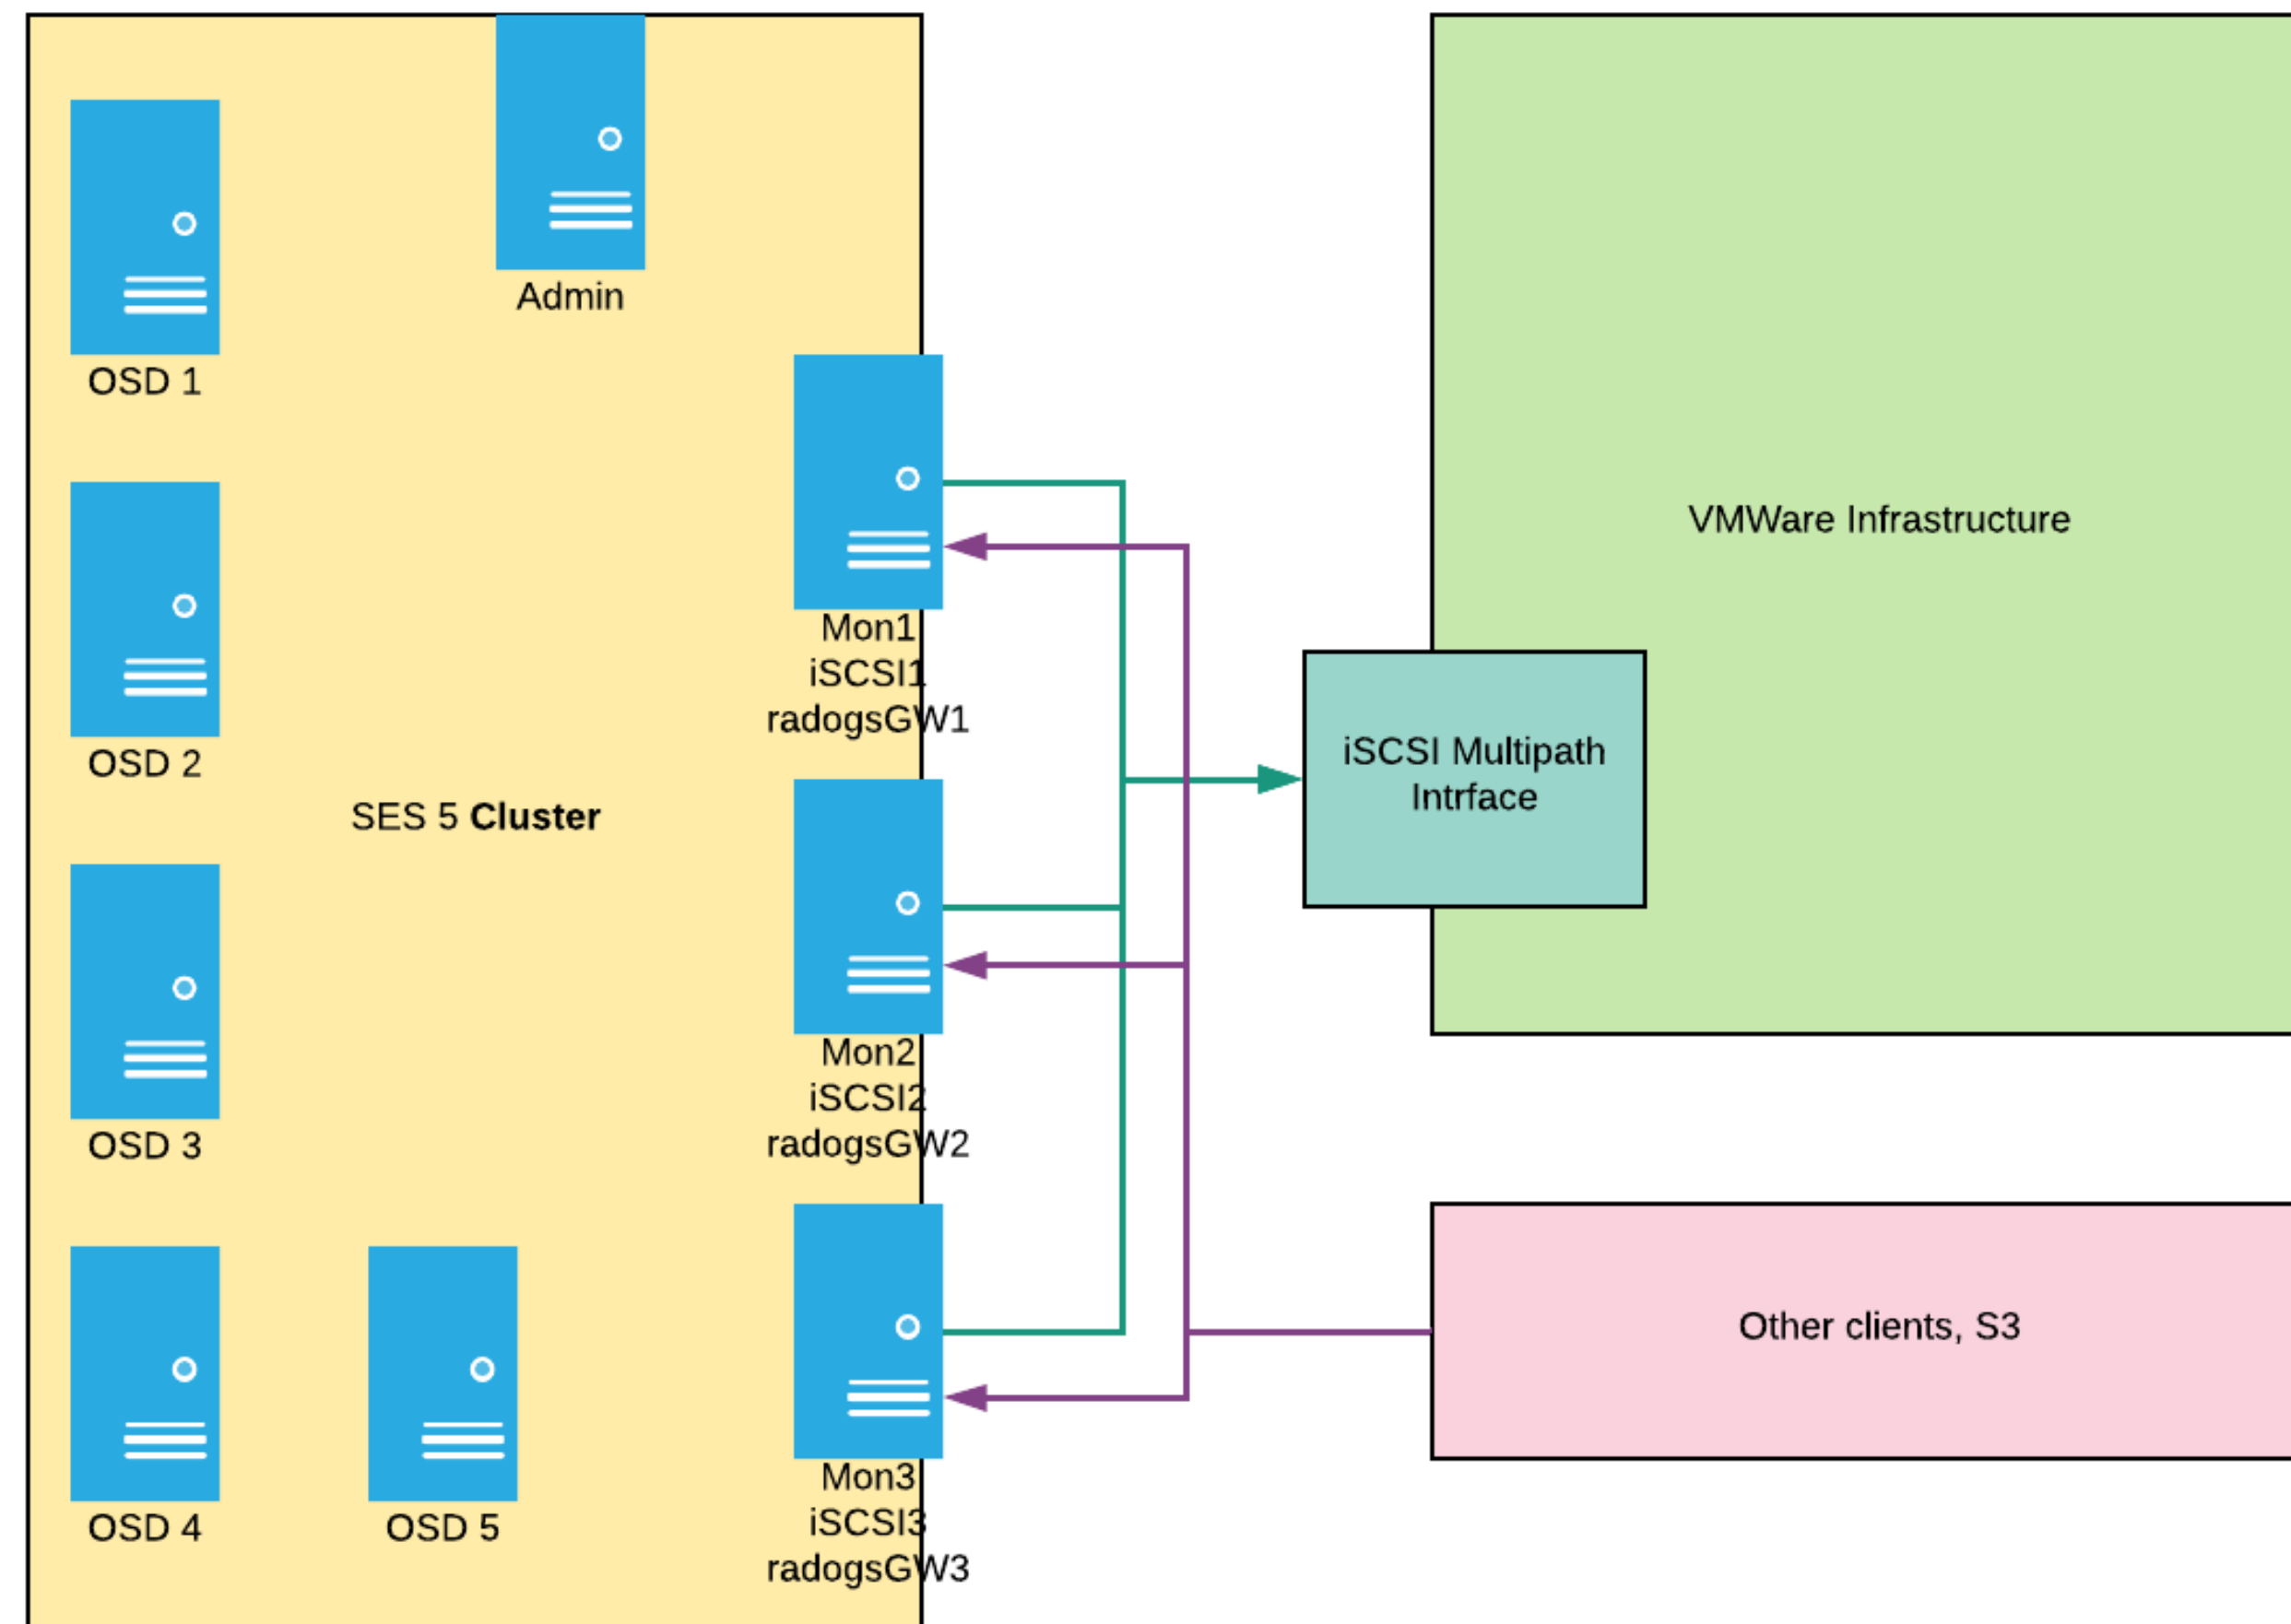 Admin
OSD 1
OSD 2
OSD 3
OSD 4
OSD 5
SES 5 Cluster
Mon1
iSCSI1
radogsGW1
Mon2
iSCSI2
radogsGW2
Mon3
iSCSI3
radogsGW3
VMWare Infrastructure
iSCSI Multipath
Intrface
Other clients, S3